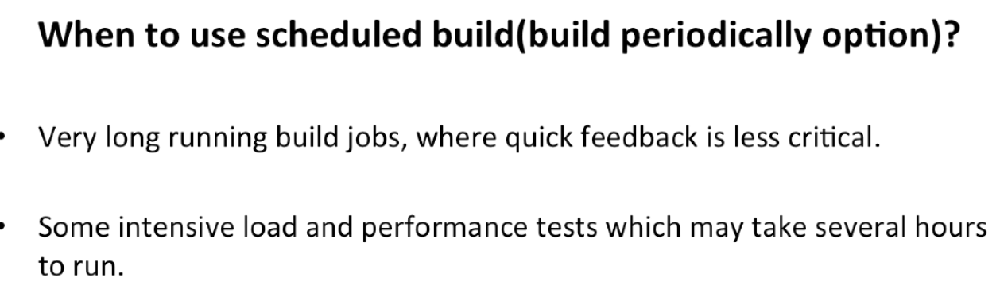 When to use scheduled build(build periodically option)?
• Very long running build jobs, where quick feedback is less critical.
• Some intensive load and performance tests which may take several hours
to run.